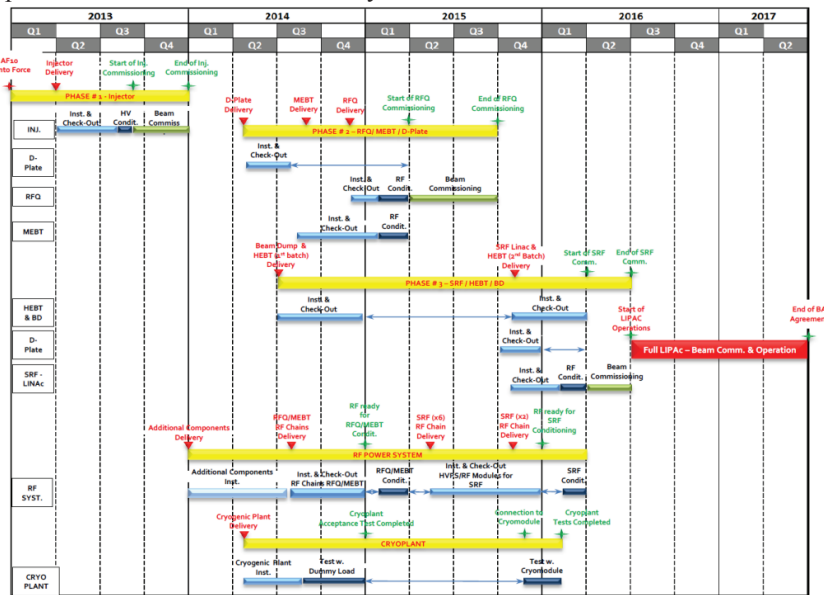 2013 2014 2015 2016 2017
Q1 Q3 Q1 Q3 Q1 Q3 Q1 Q3 Q1
Q2 Q4 Q2 Q4 Q2 Q4 Q2 Q4 Q2
Injector
Delivery
Start of Inj.
Commissioning
End of Inj.
Commissioning
PHASE # 1 - Injector
D-Plate
Delivery
MEBT
Delivery
RFQ
Delivery
Start of RFQ
Commissioning
End of RFQ
Commissioning
PHASE # 2 – RFQ/ MEBT / D-Plate
INJ.
Inst. &
Check-Out
HV
Condit.
Beam
Commiss
D-
Plate
Inst. &
Check-Out
RFQ
Inst. &
Check-Out
RF
Condit.
Beam
Commissioning
MEBT
Inst. &
Check-Out
RF
Condit.
Beam Dump &
HEBT (1st batch)
Delivery
SRF Linac &
HEBT (2nd Batch)
Delivery
Start of SRF
Comm.
End of SRF
Comm.
PHASE # 3 – SRF / HEBT / BD
HEBT
& BD
Inst. &
Check-Out
Inst. &
Check-Out
Start of
LIPAC
Operations
End of BA
Agreeme
D-
Plate
Inst. &
Check-Out
Full LIPAc – Beam Comm. & Operation
SRF -
LINAc
Inst. &
Check-Out
RF
Condit.
Beam
Commissioning
Additional Components
Delivery
RFQ/MEBT
RF Chains
Delivery
RF ready
for
RFQ/MEBT
Condit.
SRF (x6)
RF Chain
Delivery
SRF (x2)
RF Chain
Delivery
RF ready for
SRF
Conditioning
RF POWER SYSTEM
RF
SYST.
Additional Components
Inst.
Inst. & Check-Out
RF Chains RFQ/MEBT
RFQ/MEBT
Condit.
Inst. & Check-Out
HVPS/RF Modules for
SRF
SRF
Condit.
Cryogenic Plant
Delivery
Cryoplant
Acceptance Test Completed
Connection to
Cryomodule
Cryoplant
Tests Completed
CRYOPLANT
CRYO
PLANT
Cryogenic Plant
Inst.
Test w.
Dummy Load
Test w.
Cryomodule